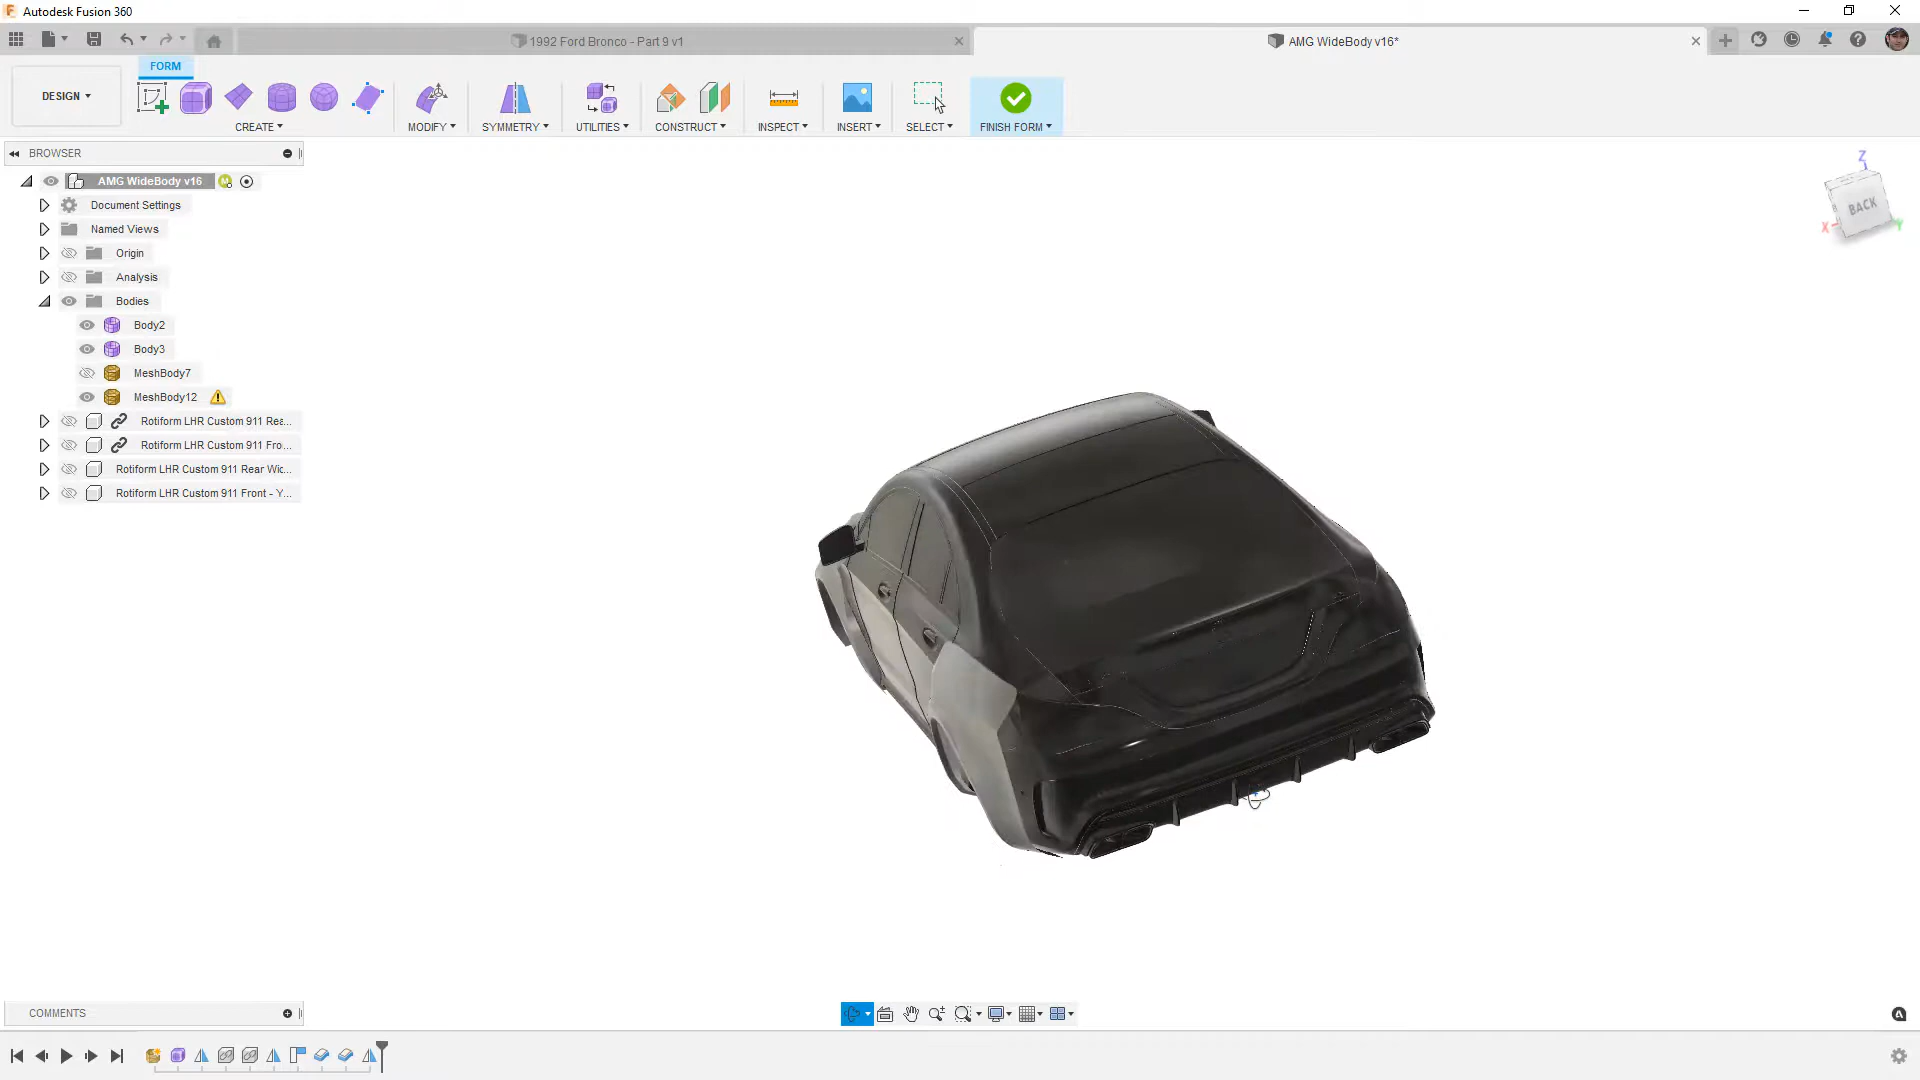 Autodesk Fusion 360
1992 Ford Bronco - Part 9 v1
AMG WideBody v16*
FORM
DESIGN
CREATE
MODIFY
SYMMETRY
UTILITIES
CONSTRUCT
INSPECT
INSERT
SELECT
FINISH FORM
BROWSER
AMG WideBody v16
Document Settings
Named Views
Origin
Analysis
Bodies
Body2
Body3
MeshBody7
MeshBody12
Rotiform LHR Custom 911 Rea...
Rotiform LHR Custom 911 Fro...
Rotiform LHR Custom 911 Rear Wid...
Rotiform LHR Custom 911 Front - Y...
Z
BACK
X
Y
COMMENTS